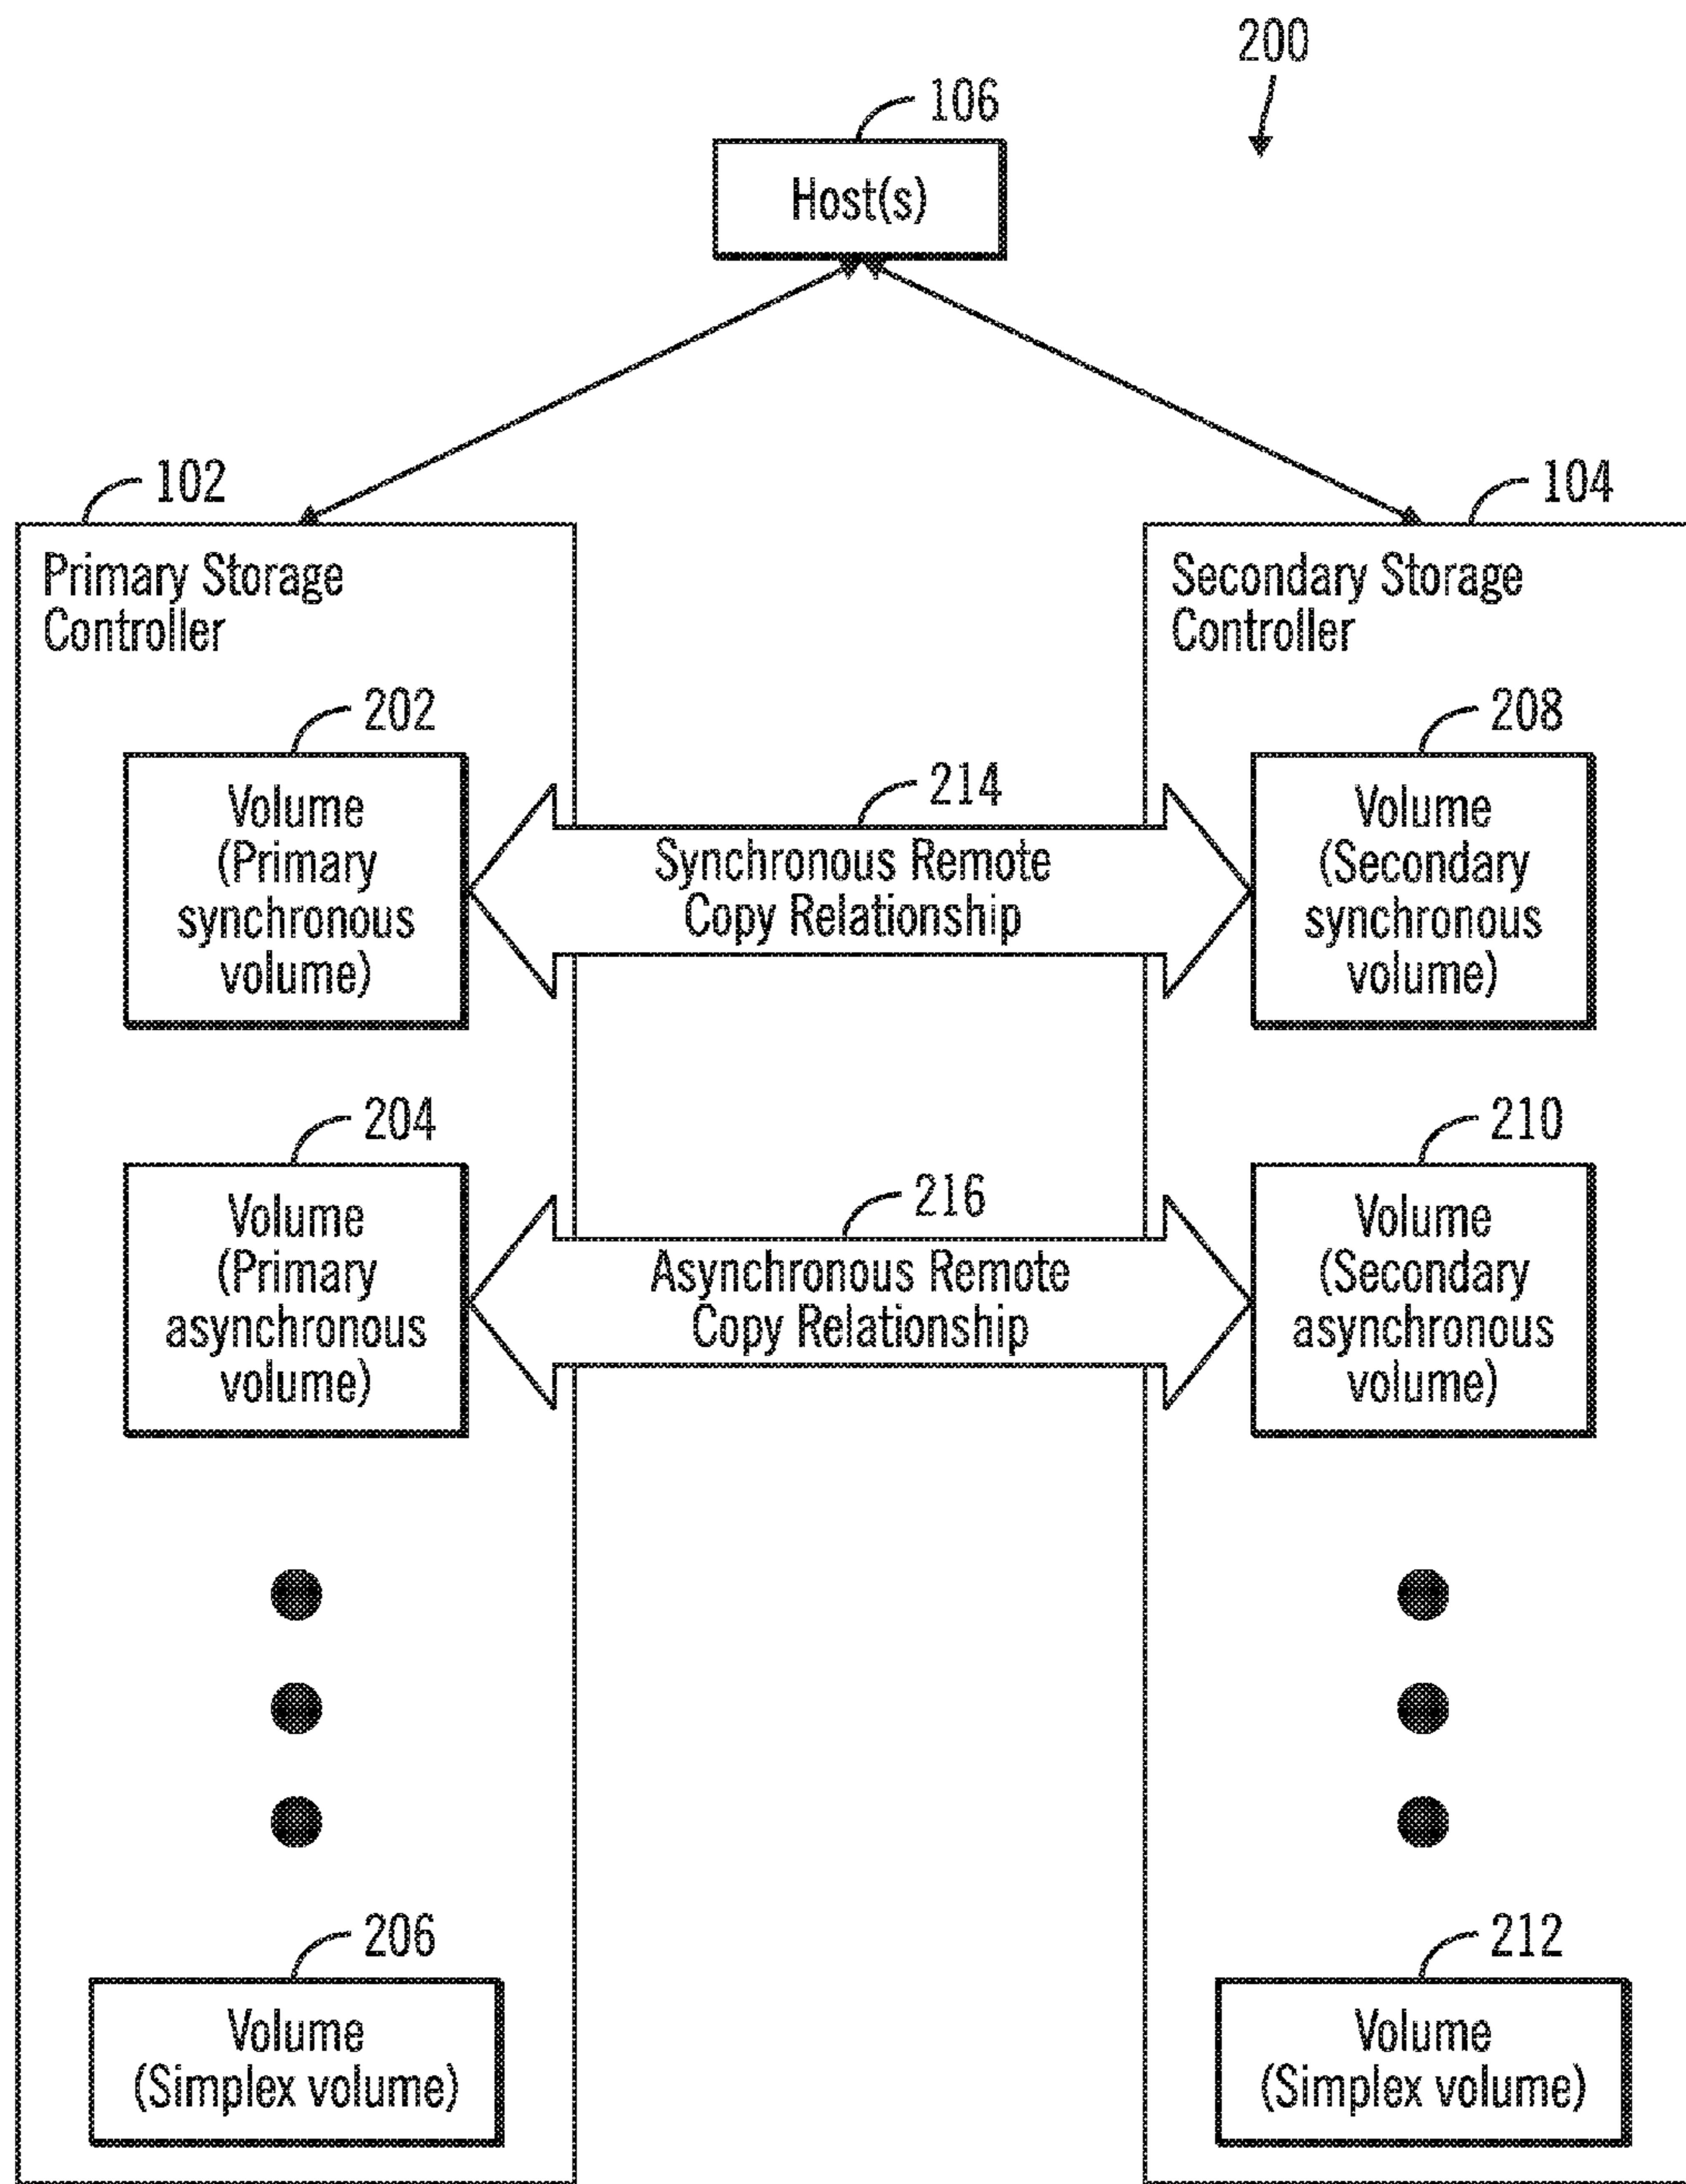 200
106
Host(s)
102
104
Primary Storage
Controller
Secondary Storage
Controller
202
208
Volume
(Primary
synchronous
volume)
214
Synchronous Remote
Copy Relationship
Volume
(Secondary
synchronous
volume)
204
210
Volume
(Primary
asynchronous
volume)
216
Asynchronous Remote
Copy Relationship
Volume
(Secondary
asynchronous
volume)
206
212
Volume
(Simplex volume)
Volume
(Simplex volume)